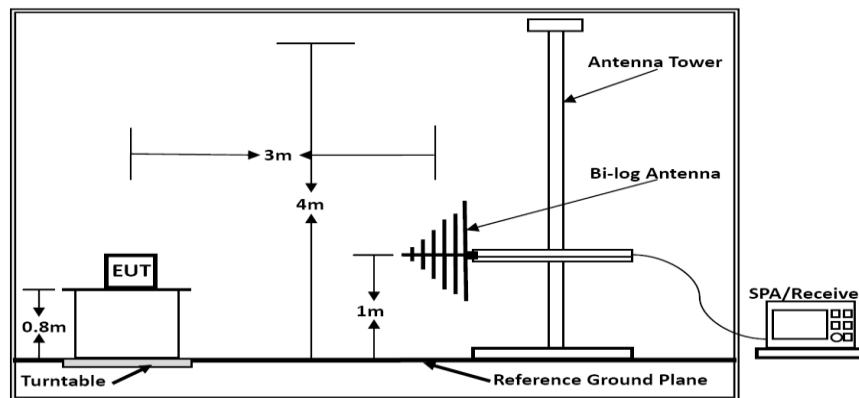 Antenna Tower
3m
Bi-log Antenna
4m
EUT
1m
0.8m
SPA/Receive
Turntable
Reference Ground Plane